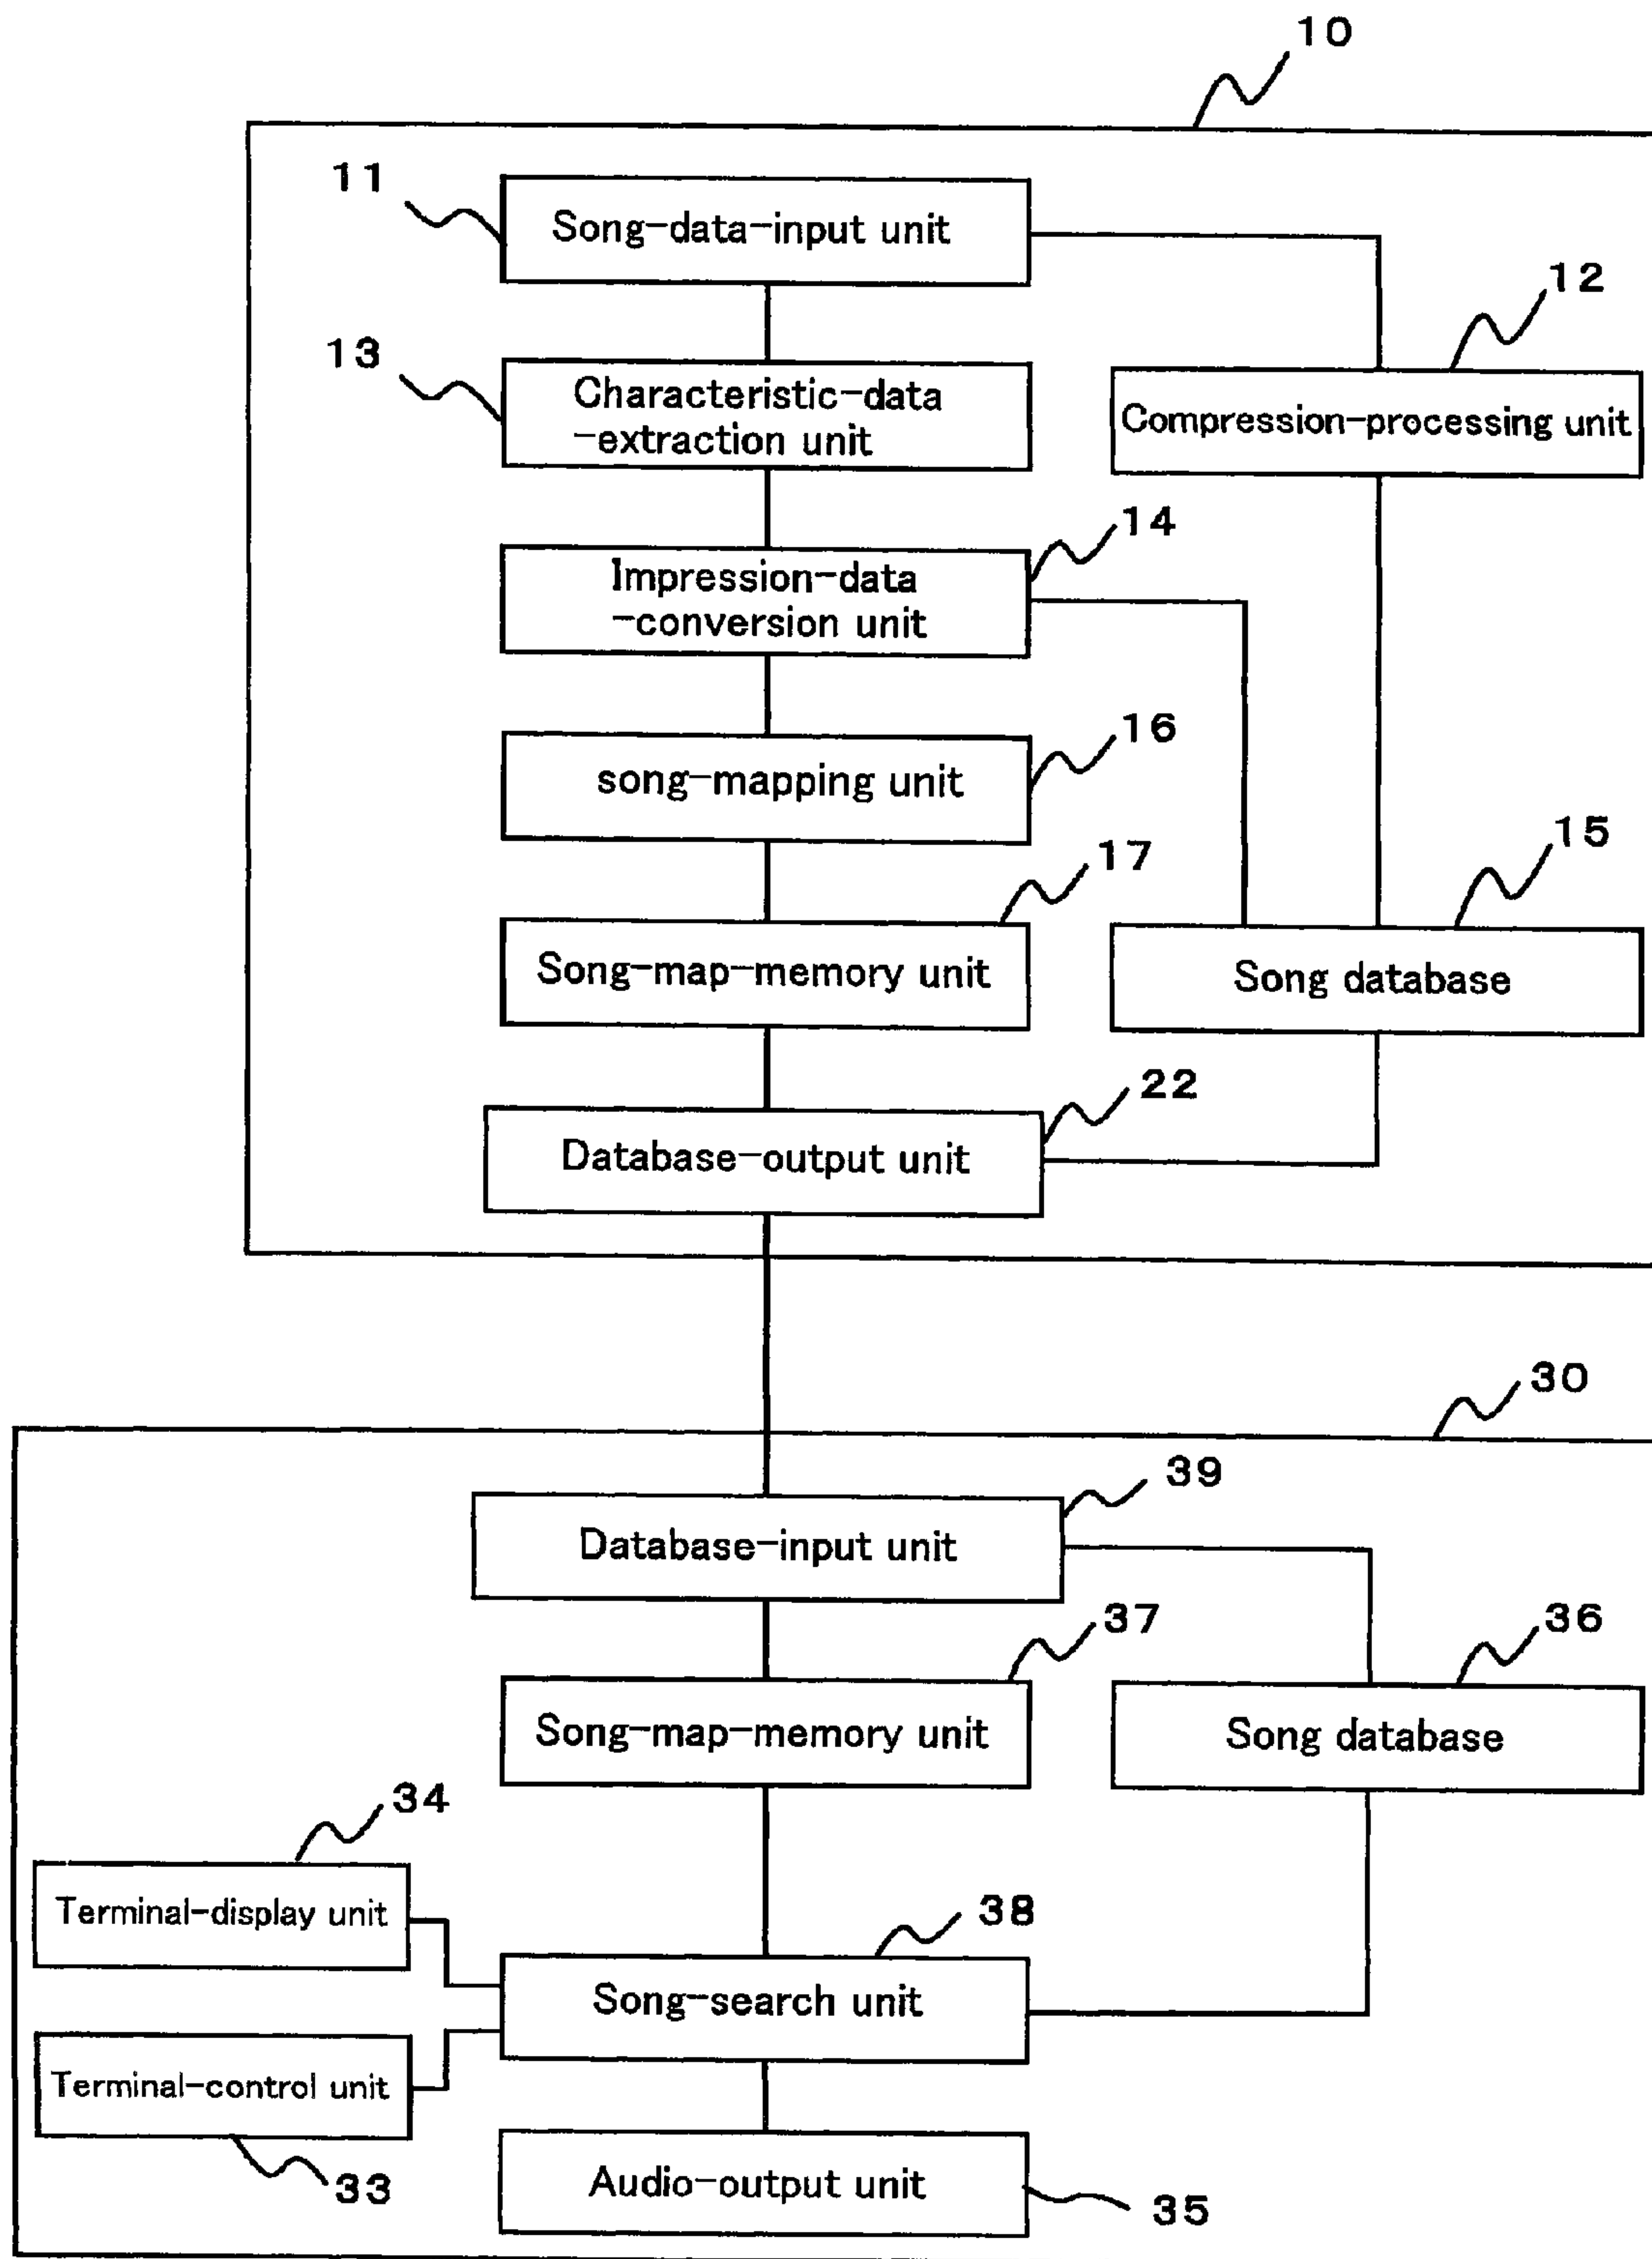 10
11
Song-data-input unit
12
13
Characteristic-data
-extraction unit
Compression-processing unit
14
Impression-data
-conversion unit
16
song-mapping unit
17
15
Song-map-memory unit
Song database
22
Database-output unit
30
39
Database-input unit
37
36
Song-map-memory unit
Song database
34
Terminal-display unit
38
Song-search unit
Terminal-control unit
33
Audio-output unit
35